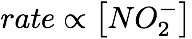 rate ∝ [NO₂⁻]